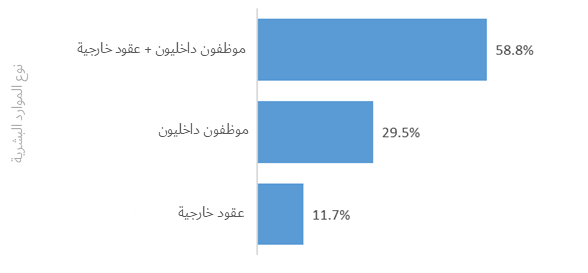 نوع الموارد البشرية
موظفون داخليون + عقود خارجية
58.8%
موظفون داخليون
29.5%
عقود خارجية
11.7%